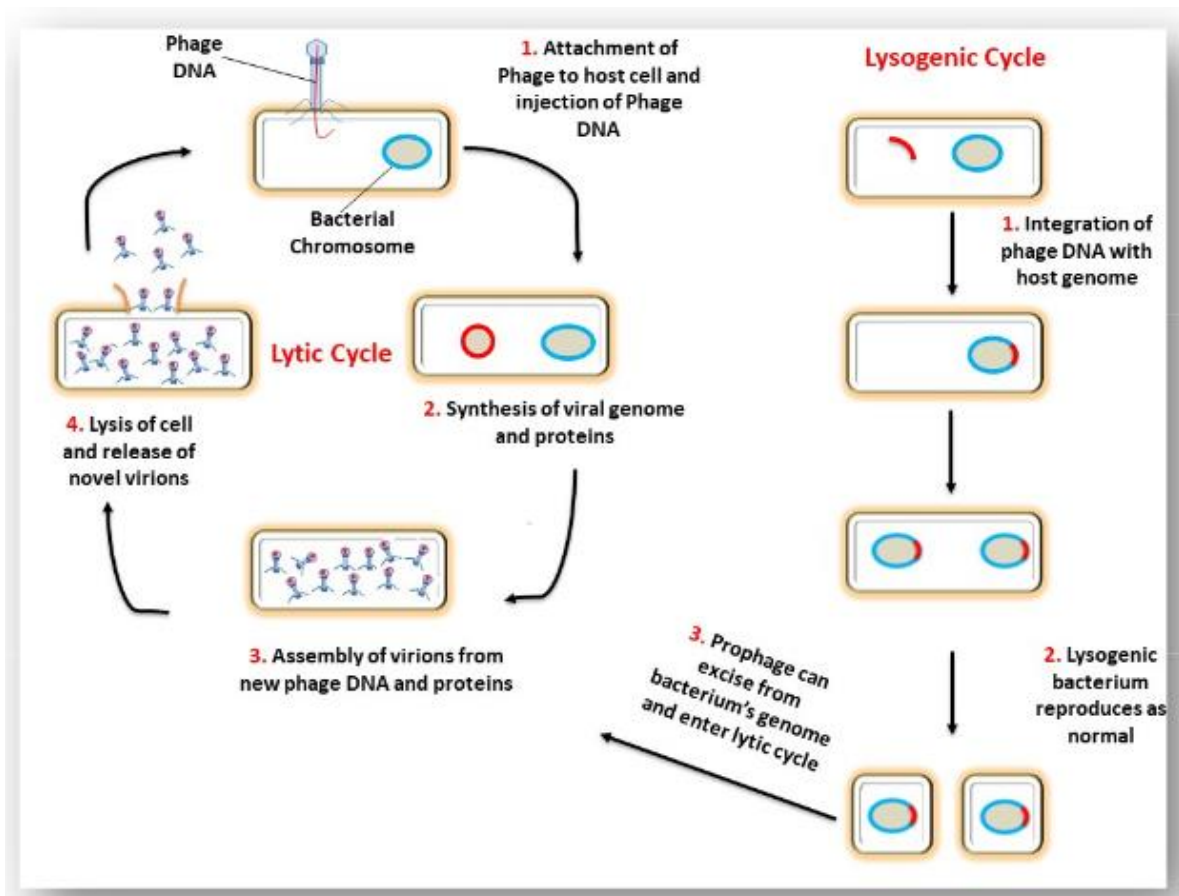 Phage
DNA
1. Attachment of
Phage to host cell and
injection of Phage
DNA
Bacterial
Chromosome
Lytic Cycle
2. Synthesis of viral genome
and proteins
3. Assembly of virions from
new phage DNA and proteins
4. Lysis of cell
and release of
novel virions
Lysogenic Cycle
1. Integration of
phage DNA with
host genome
2. Lysogenic
bacterium
reproduces as
normal
3. Prophage can
excise from
bacterium's genome
and enter lytic cycle